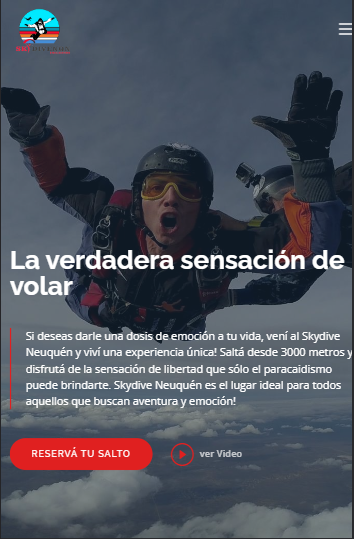 La verdadera sensación de
volar
Si deseas darle una dosis de emoción a tu vida, vení al Skydive
Neuquén y viví una experiencia única! Saltá desde 3000 metros y
disfrutá de la sensación de libertad que sólo el paracaidismo
puede brindarte. Skydive Neuquén es el lugar ideal para todos
aquellos que buscan aventura y emoción!
RESERVÁ TU SALTO
ver Video